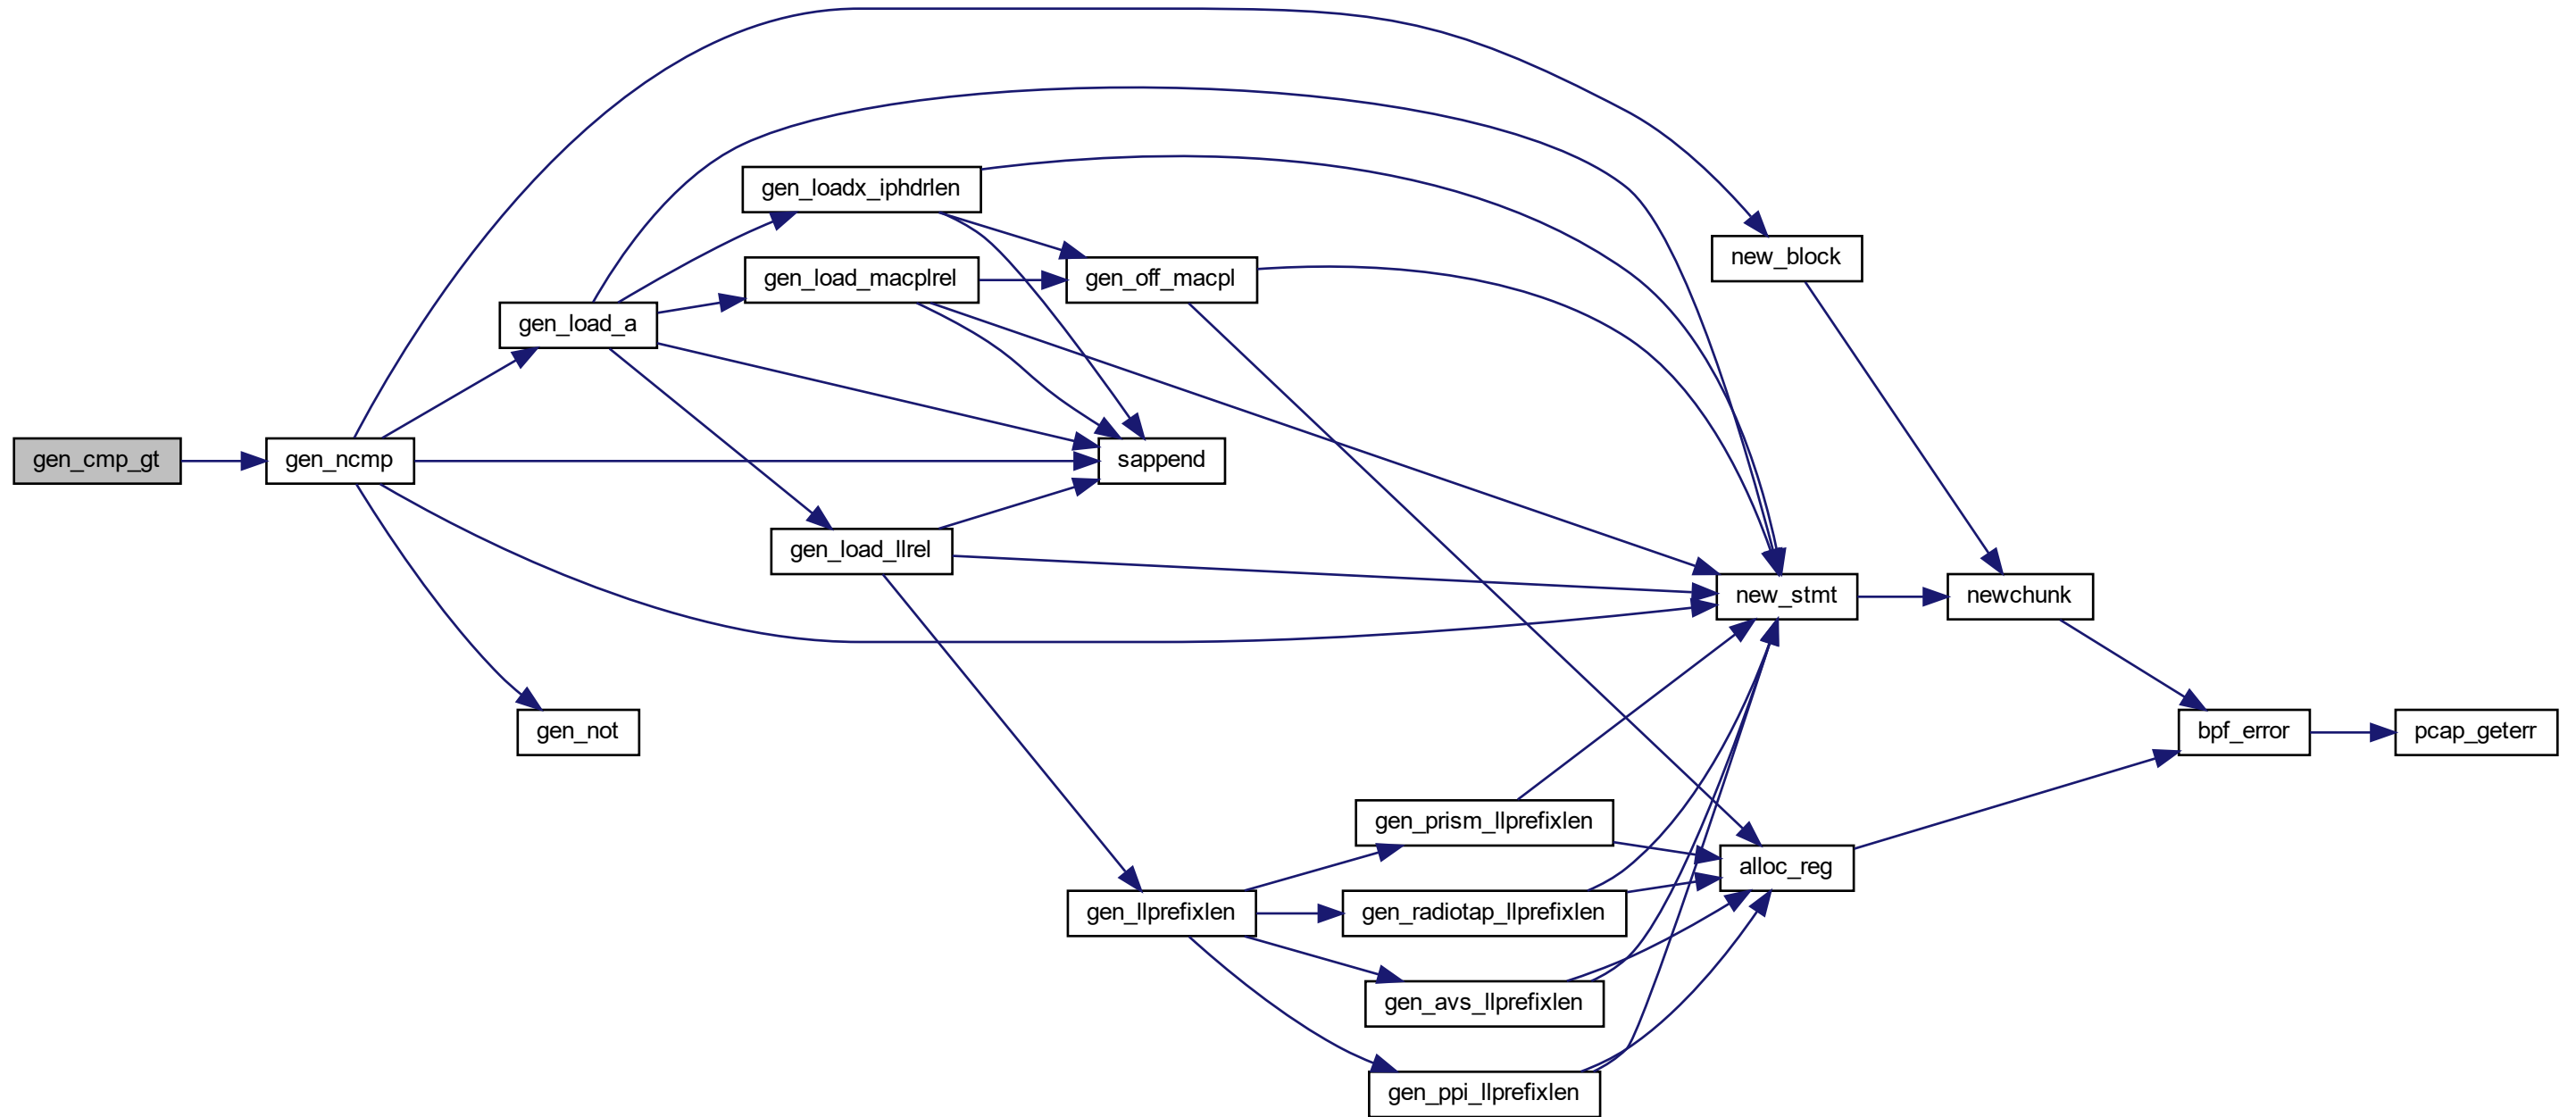 gen_cmp_gt
gen_ncmp
gen_load_a
gen_not
gen_loadx_iphdrlen
gen_load_macplrel
gen_load_llrel
gen_off_macpl
sappend
gen_llprefixlen
gen_prism_llprefixlen
gen_radiotap_llprefixlen
gen_avs_llprefixlen
gen_ppi_llprefixlen
new_block
new_stmt
alloc_reg
newchunk
bpf_error
pcap_geterr